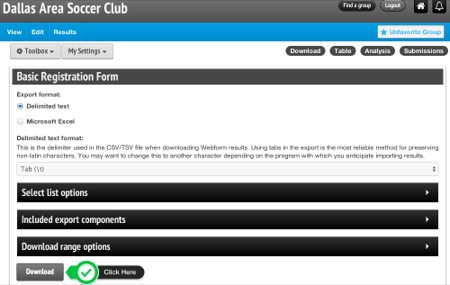 Dallas Area Soccer Club
Find a group Logout
View Edit Results Unfavorite Group
Toolbox My Settings Download Table Analysis Submissions
Basic Registration Form
Export format:
Delimited text
Microsoft Excel
Delimited text format:
This is the delimiter used in the CSV/TSV file when downloading Webform results. Using tabs in the export is the most reliable method for preserving
non-latin characters. You may want to change this to another character depending on the program with which you anticipate importing results.
Tab (\t)
Select list options
Included export components
Download range options
Download Click Here